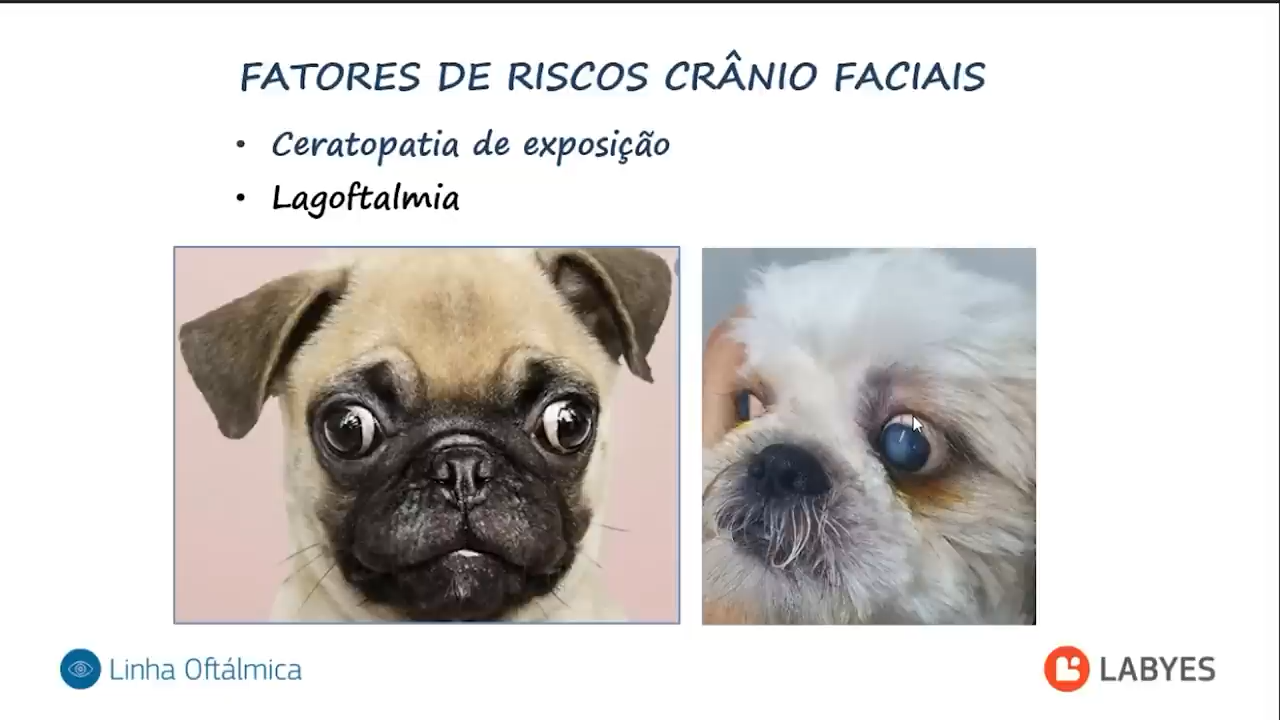 FATORES DE RISCOS CRÂNIO FACIAIS
• Ceratopatia de exposição
• Lagoftalmia
Linha Oftálmica
LABYES